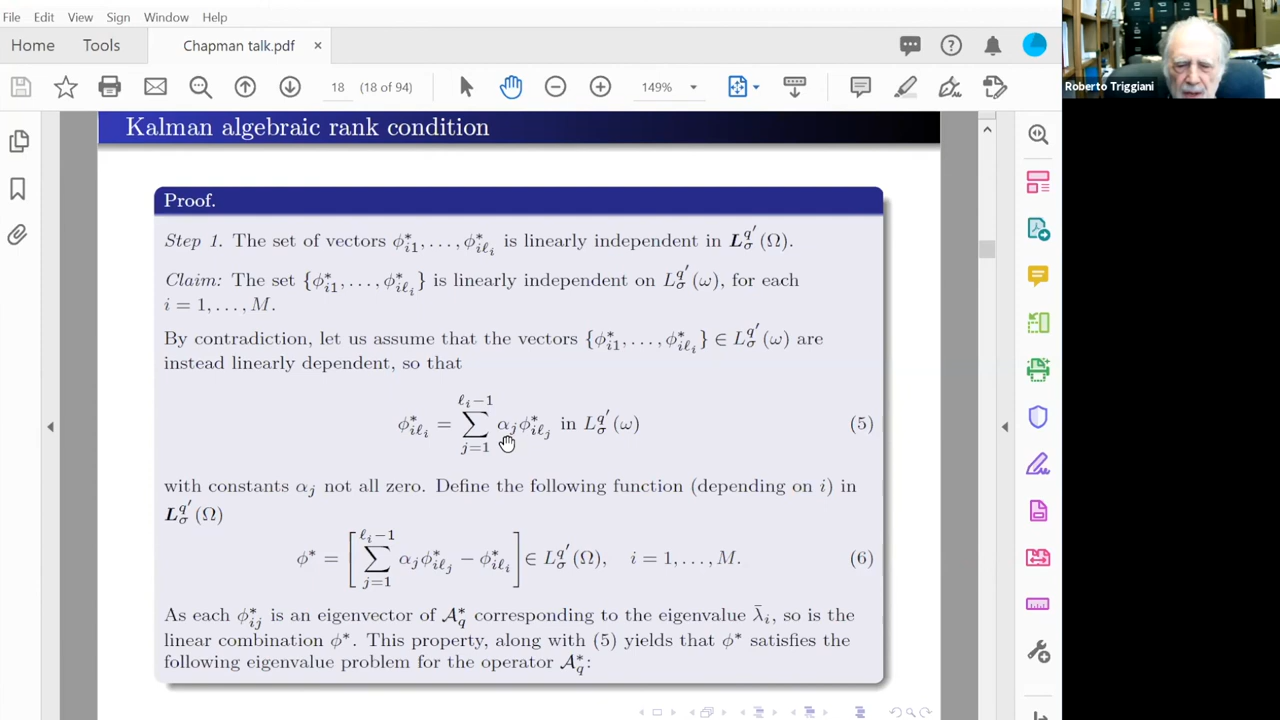 File Edit View Sign Window Help
Home Tools Chapman talk.pdf ×
18 (18 of 94) 149%
Roberto Triggiani
Kalman algebraic rank condition
Proof.
Step 1. The set of vectors ϕ*_{i1}, . . . , ϕ*_{iℓ_i} is linearly independent in L^{q′}_σ(Ω).
Claim: The set {ϕ*_{i1}, . . . , ϕ*_{iℓ_i}} is linearly independent on L^{q′}_σ(ω), for each
i = 1, . . . , M.
By contradiction, let us assume that the vectors {ϕ*_{i1}, . . . , ϕ*_{iℓ_i}} ∈ L^{q′}_σ(ω) are
instead linearly dependent, so that
ϕ*_{iℓ_i} = ∑_{j=1}^{ℓ_i−1} α_j ϕ*_{iℓ_j} in L^{q′}_σ(ω) (5)
with constants α_j not all zero. Define the following function (depending on i) in
L^{q′}_σ(Ω)
ϕ* = [∑_{j=1}^{ℓ_i−1} α_j ϕ*_{iℓ_j} − ϕ*_{iℓ_i}] ∈ L^{q′}_σ(Ω), i = 1, . . . , M. (6)
As each ϕ*_{ij} is an eigenvector of 𝒜*_q corresponding to the eigenvalue λ̄_i, so is the
linear combination ϕ*. This property, along with (5) yields that ϕ* satisfies the
following eigenvalue problem for the operator 𝒜*_q: